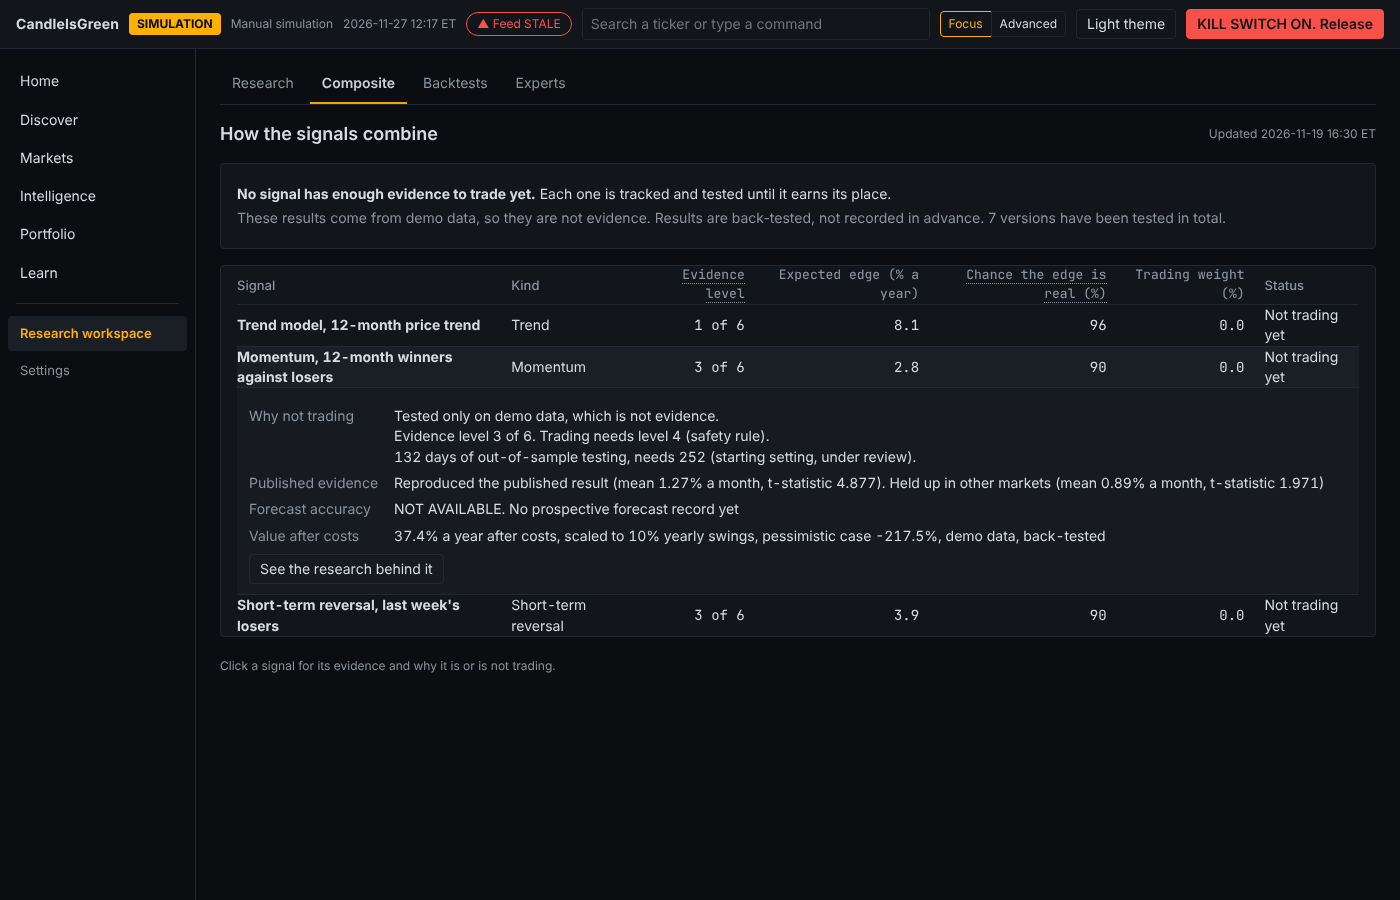 CandleIsGreen SIMULATION Manual simulation 2026-11-27 12:17 ET ▲ Feed STALE Search a ticker or type a command Focus Advanced Light theme KILL SWITCH ON. Release
Home
Discover
Markets
Intelligence
Portfolio
Learn
Research workspace
Settings
Research Composite Backtests Experts
How the signals combine Updated 2026-11-19 16:30 ET
No signal has enough evidence to trade yet. Each one is tracked and tested until it earns its place.
These results come from demo data, so they are not evidence. Results are back-tested, not recorded in advance. 7 versions have been tested in total.
Signal Kind Evidence level Expected edge (% a year) Chance the edge is real (%) Trading weight (%) Status
Trend model, 12-month price trend Trend 1 of 6 8.1 96 0.0 Not trading yet
Momentum, 12-month winners against losers Momentum 3 of 6 2.8 90 0.0 Not trading yet
Why not trading Tested only on demo data, which is not evidence.
Evidence level 3 of 6. Trading needs level 4 (safety rule).
132 days of out-of-sample testing, needs 252 (starting setting, under review).
Published evidence Reproduced the published result (mean 1.27% a month, t-statistic 4.877). Held up in other markets (mean 0.89% a month, t-statistic 1.971)
Forecast accuracy NOT AVAILABLE. No prospective forecast record yet
Value after costs 37.4% a year after costs, scaled to 10% yearly swings, pessimistic case -217.5%, demo data, back-tested
See the research behind it
Short-term reversal, last week's losers Short-term reversal 3 of 6 3.9 90 0.0 Not trading yet
Click a signal for its evidence and why it is or is not trading.